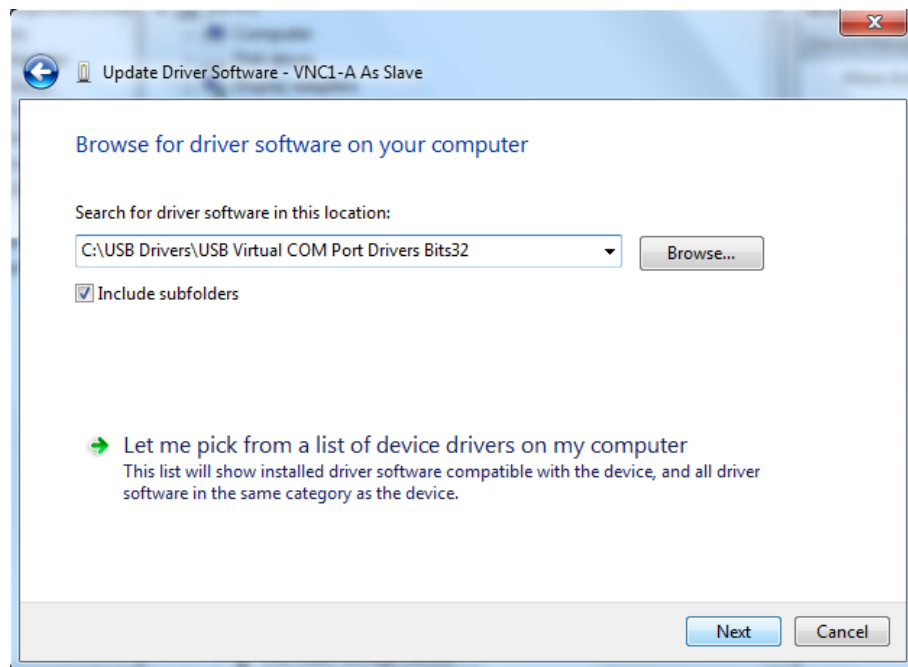 Computer
Update Driver Software - VNC1-A As Slave
Browse for driver software on your computer
Search for driver software in this location:
C:\USB Drivers\USB Virtual COM Port Drivers Bits32
Browse...
Include subfolders
Let me pick from a list of device drivers on my computer
This list will show installed driver software compatible with the device, and all driver
software in the same category as the device.
Next
Cancel